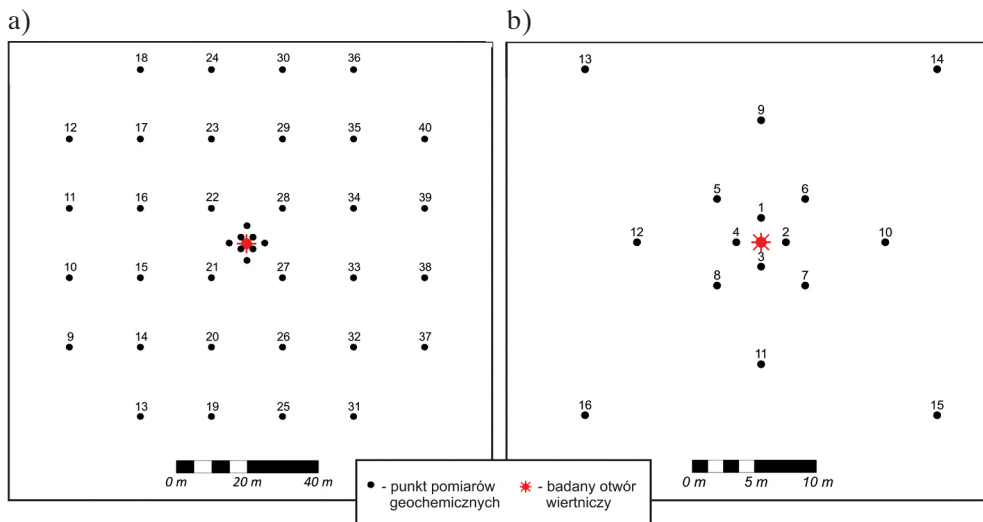 a)
18 24 30 36
12 17 23 29 35 40
11 16 22 28 34 39
10 15 21 27 33 38
9 14 20 26 32 37
13 19 25 31
0 m 20 m 40 m
b)
13 14
9
5 6
1
12 4 2 10
3
8 7
11
16 15
0 m 5 m 10 m
- punkt pomiarów
geochemicznych
- badany otwór
wiertniczy